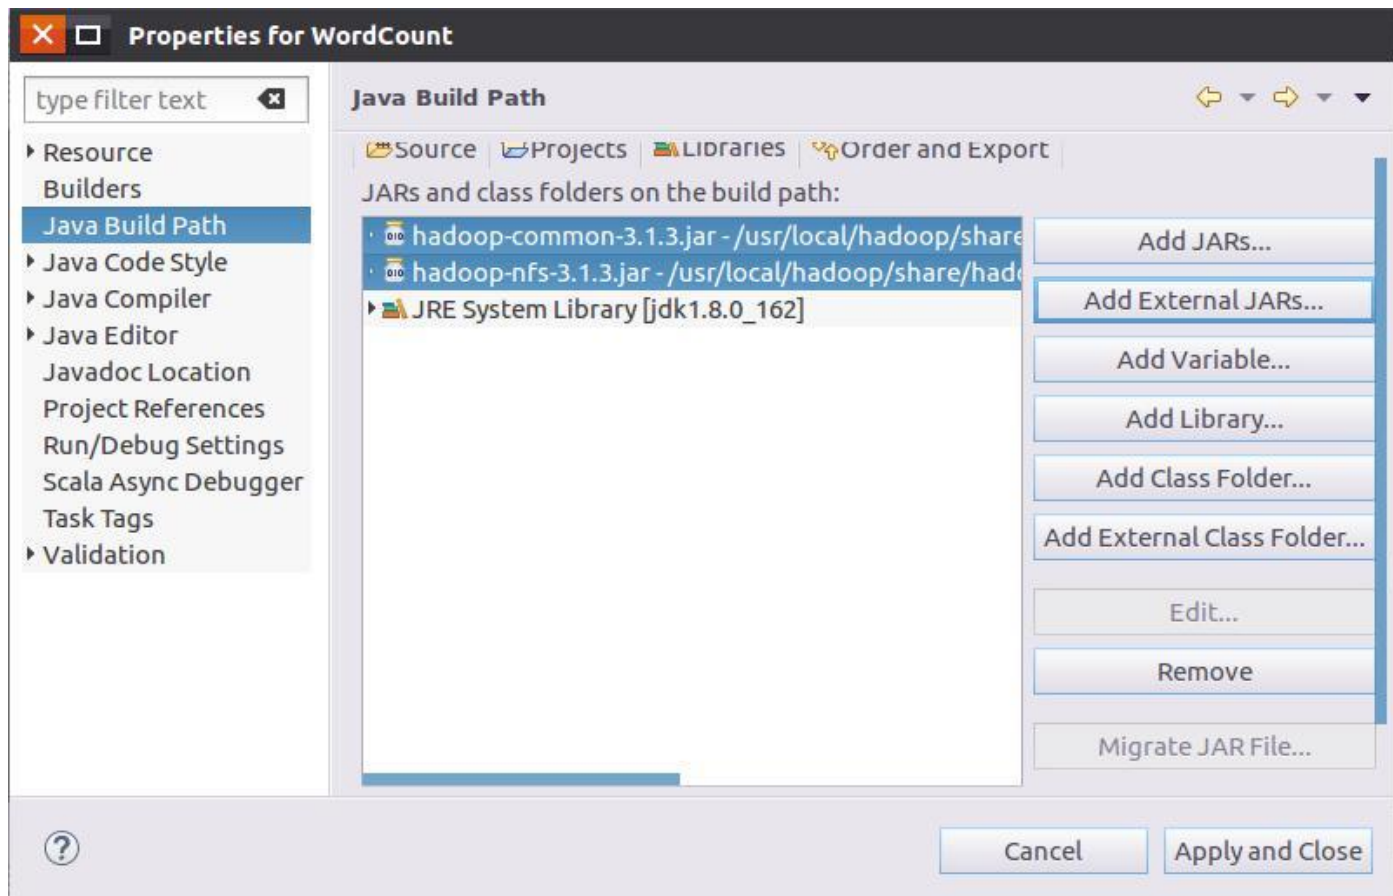 Properties for WordCount
type filter text
Resource
Builders
Java Build Path
Java Code Style
Java Compiler
Java Editor
Javadoc Location
Project References
Run/Debug Settings
Scala Async Debugger
Task Tags
Validation
Java Build Path
Source Projects Libraries Order and Export
JARs and class folders on the build path:
hadoop-common-3.1.3.jar - /usr/local/hadoop/share
hadoop-nfs-3.1.3.jar - /usr/local/hadoop/share/hado
JRE System Library [jdk1.8.0_162]
Add JARs...
Add External JARs...
Add Variable...
Add Library...
Add Class Folder...
Add External Class Folder...
Edit...
Remove
Migrate JAR File...
Cancel
Apply and Close